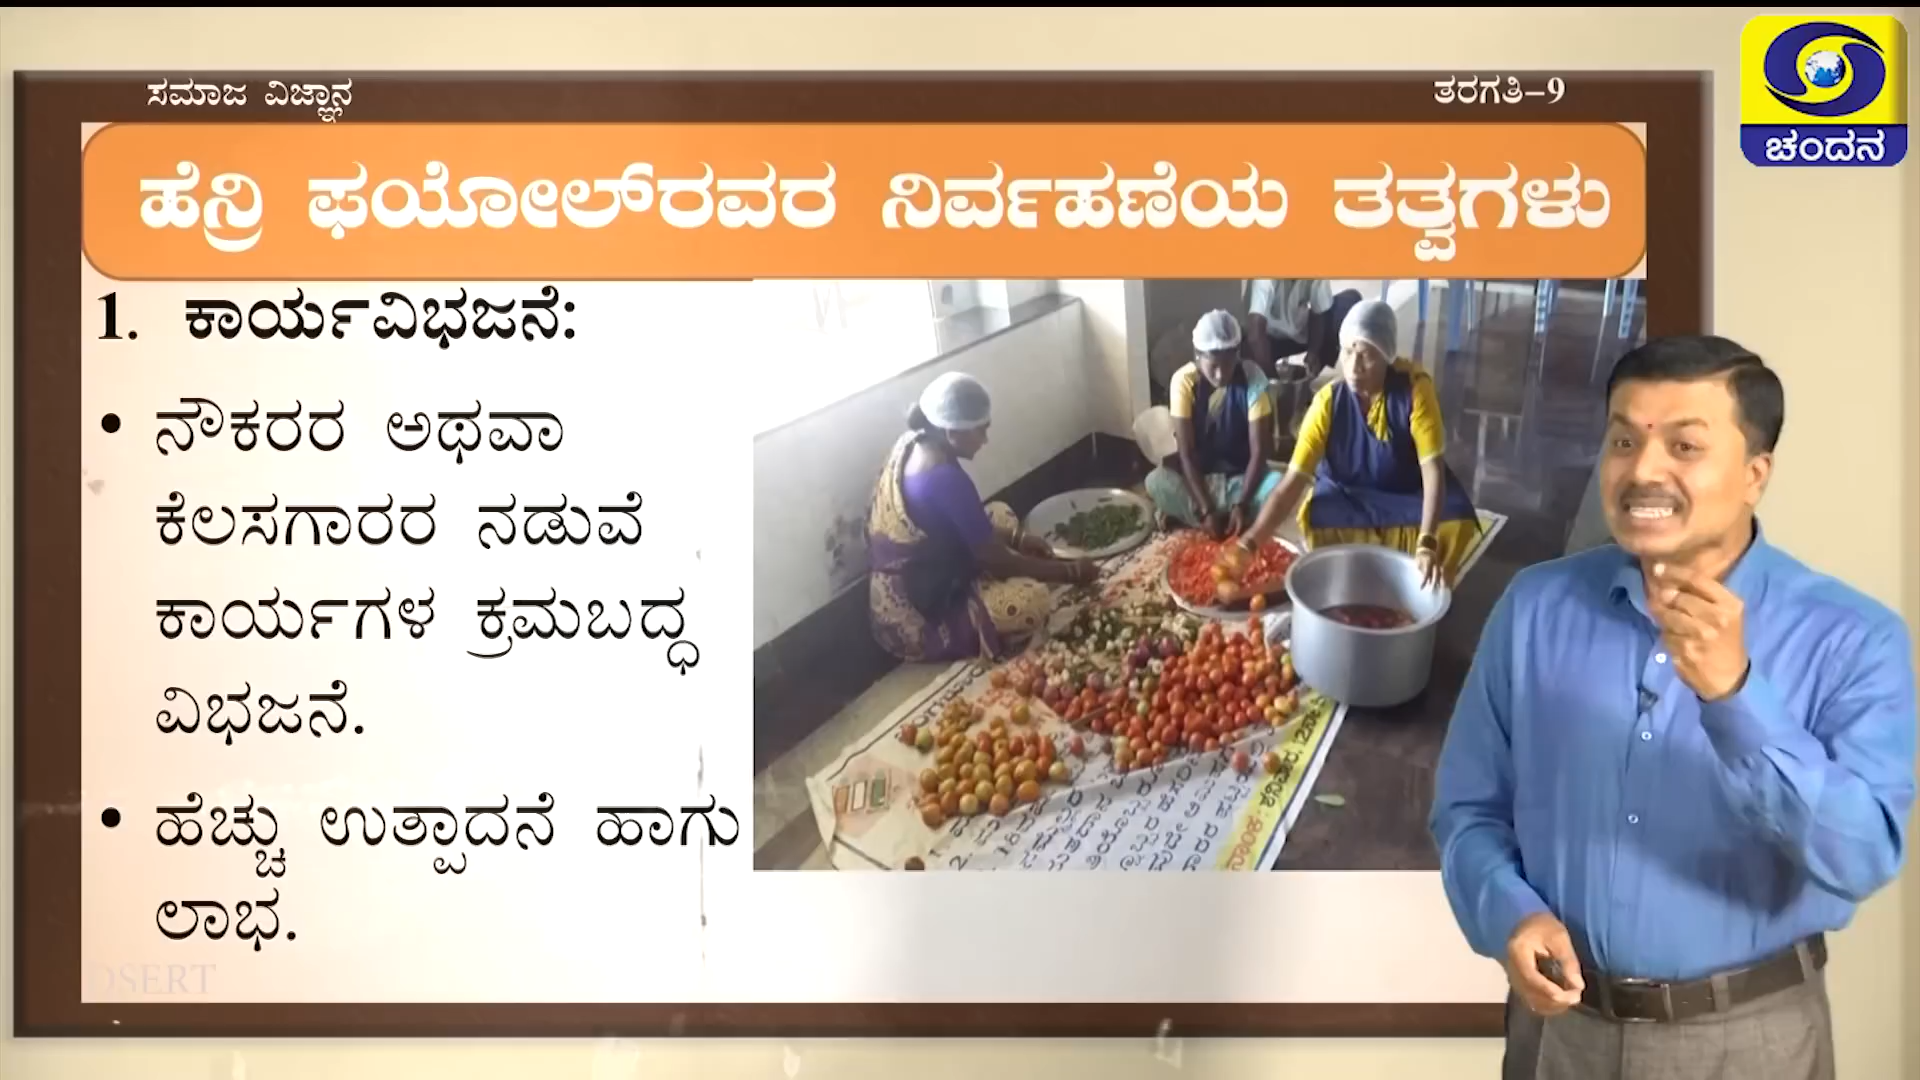 ಸಮಾಜ ವಿಜ್ಞಾನ
ತರಗತಿ–9
ಚಂದನ
ಹೆನ್ರಿ ಫಯೋಲ್‌ರವರ ನಿರ್ವಹಣೆಯ ತತ್ವಗಳು
1. ಕಾರ್ಯವಿಭಜನೆ:
• ನೌಕರರ ಅಥವಾ
ಕೆಲಸಗಾರರ ನಡುವೆ
ಕಾರ್ಯಗಳ ಕ್ರಮಬದ್ಧ
ವಿಭಜನೆ.
• ಹೆಚ್ಚು ಉತ್ಪಾದನೆ ಹಾಗು
ಲಾಭ.
DSERT